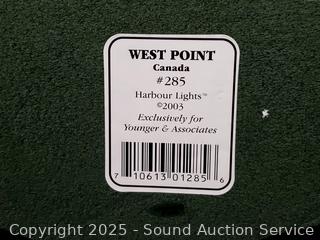 WEST POINT
Canada
#285
Harbour Lights™
©2003
Exclusively for
Younger & Associates
7 10613 01285 6
Copyright 2025 - Sound Auction Service